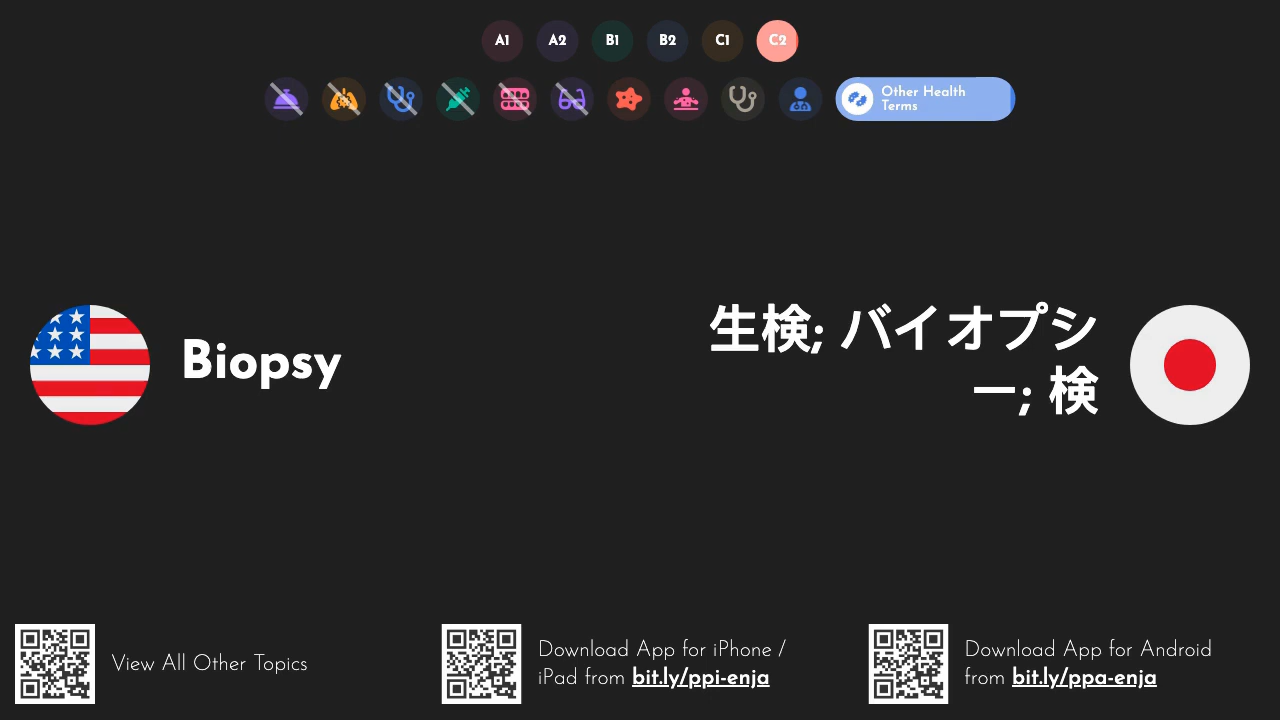 A1 A2 B1 B2 C1 C2
Other Health
Terms
Biopsy
生検; バイオプシ
ー; 検
View All Other Topics
Download App for iPhone /
iPad from bit.ly/ppi-enja
Download App for Android
from bit.ly/ppa-enja